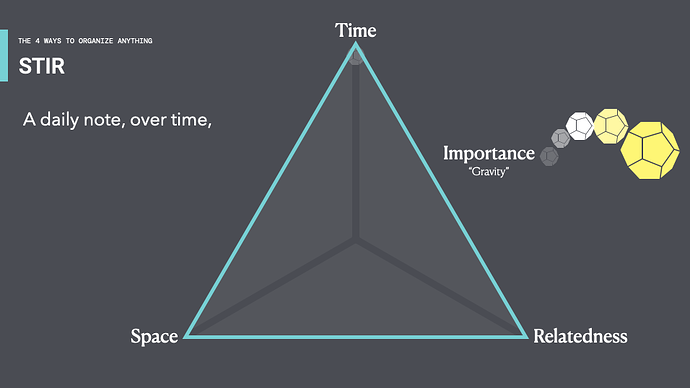 THE 4 WAYS TO ORGANIZE ANYTHING
STIR
A daily note, over time,
Time
Importance
“Gravity”
Space
Relatedness